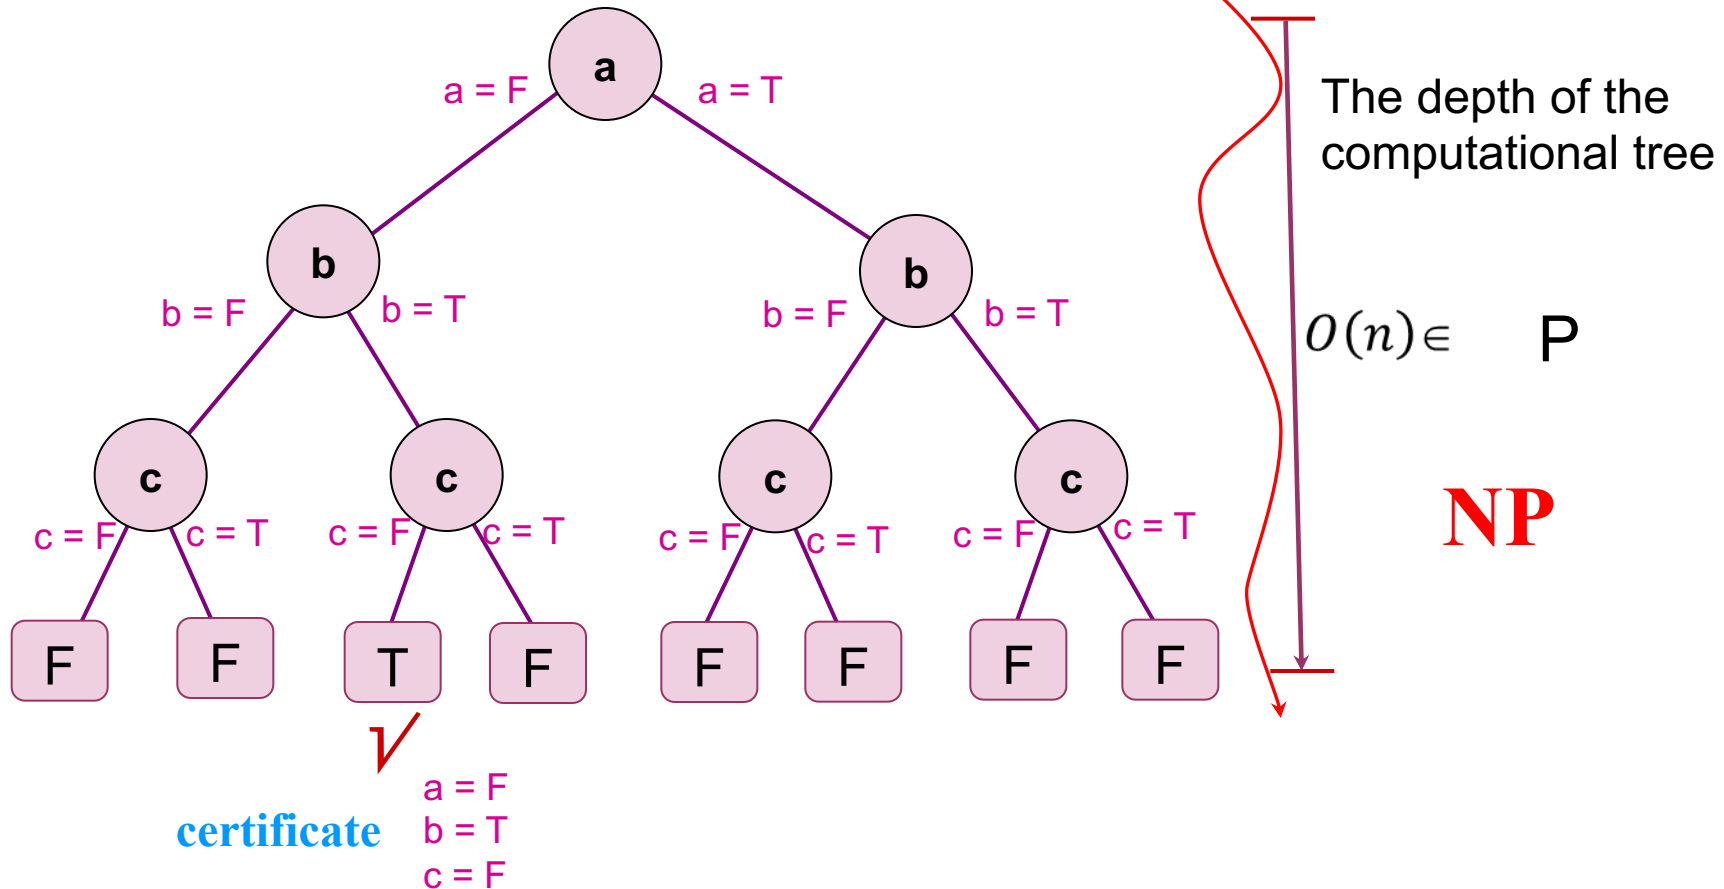 a
a = F
a = T
The depth of the
computational tree
b
b
b = F
b = T
b = F
b = T
O(n) ∈ P
c
c
c
c
c = F
c = T
c = F
c = T
c = F
c = T
c = F
c = T
NP
F
F
T
F
F
F
F
F
a = F
certificate
b = T
c = F